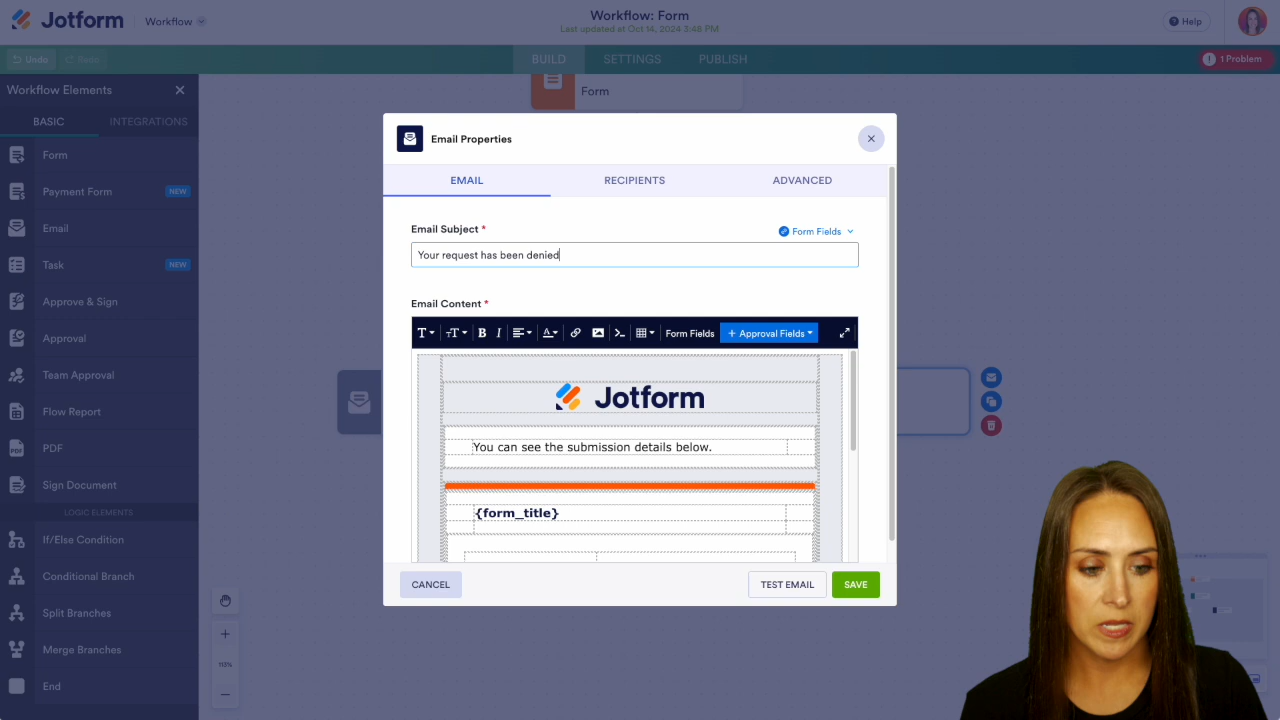 Jotform
Workflow
Workflow: Form
Last updated at Oct 14, 2024 3:48 PM
Help
Undo
Redo
BUILD
SETTINGS
PUBLISH
1 Problem
Workflow Elements
BASIC
INTEGRATIONS
Form
Payment Form NEW
Email
Task NEW
Approve & Sign
Approval
Team Approval
Flow Report
PDF
Sign Document
LOGIC ELEMENTS
If/Else Condition
Conditional Branch
Split Branches
Merge Branches
End
Form
Email Properties
EMAIL
RECIPIENTS
ADVANCED
Email Subject *
Form Fields
Your request has been denied
Email Content *
Form Fields
+ Approval Fields
Jotform
You can see the submission details below.
{form_title}
CANCEL
TEST EMAIL
SAVE